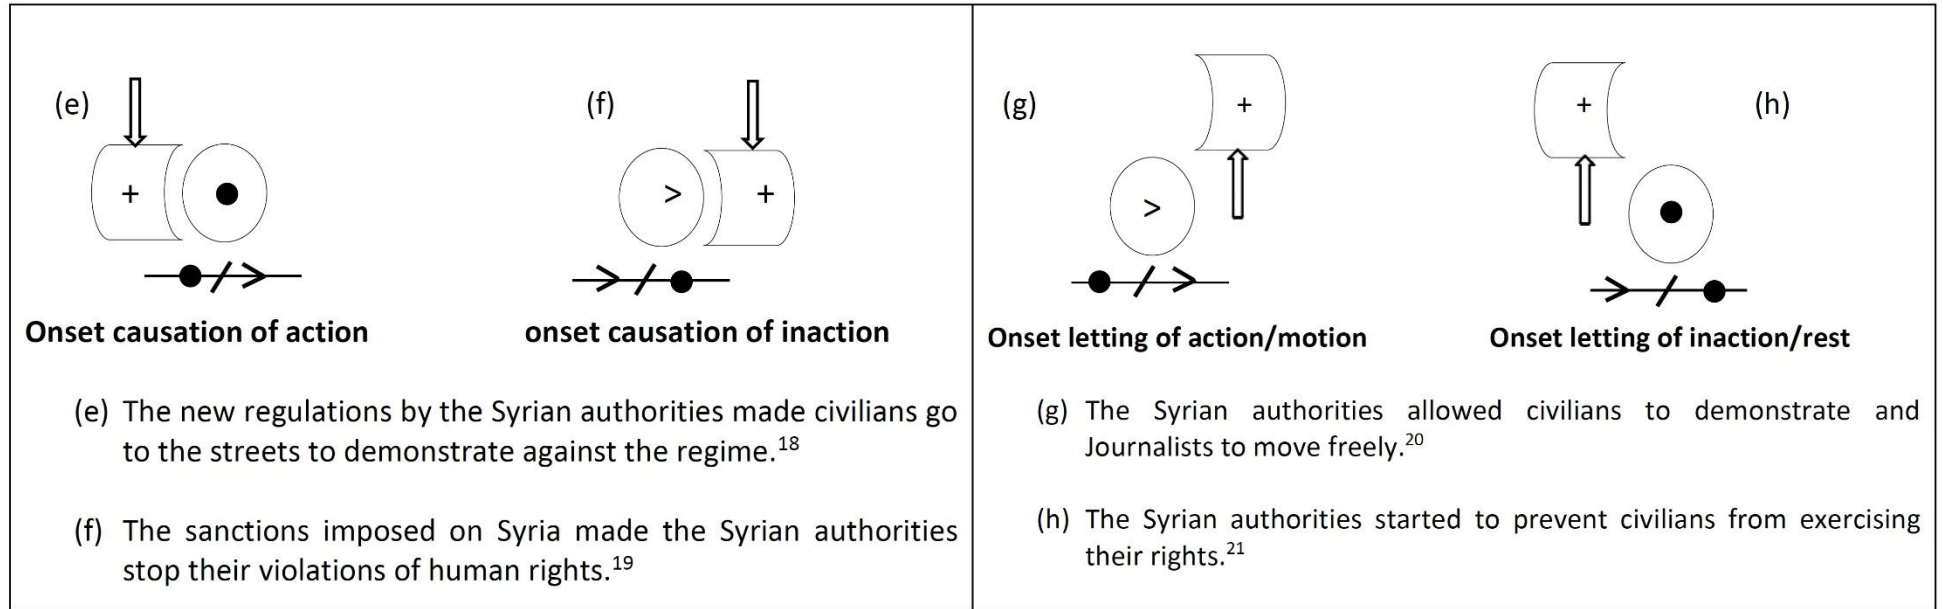 (e)
+
(f)
>
+
Onset causation of action
onset causation of inaction
(e) The new regulations by the Syrian authorities made civilians go
to the streets to demonstrate against the regime.18
(f) The sanctions imposed on Syria made the Syrian authorities
stop their violations of human rights.19
(g)
+
>
+
(h)
Onset letting of action/motion
Onset letting of inaction/rest
(g) The Syrian authorities allowed civilians to demonstrate and
Journalists to move freely.20
(h) The Syrian authorities started to prevent civilians from exercising
their rights.21